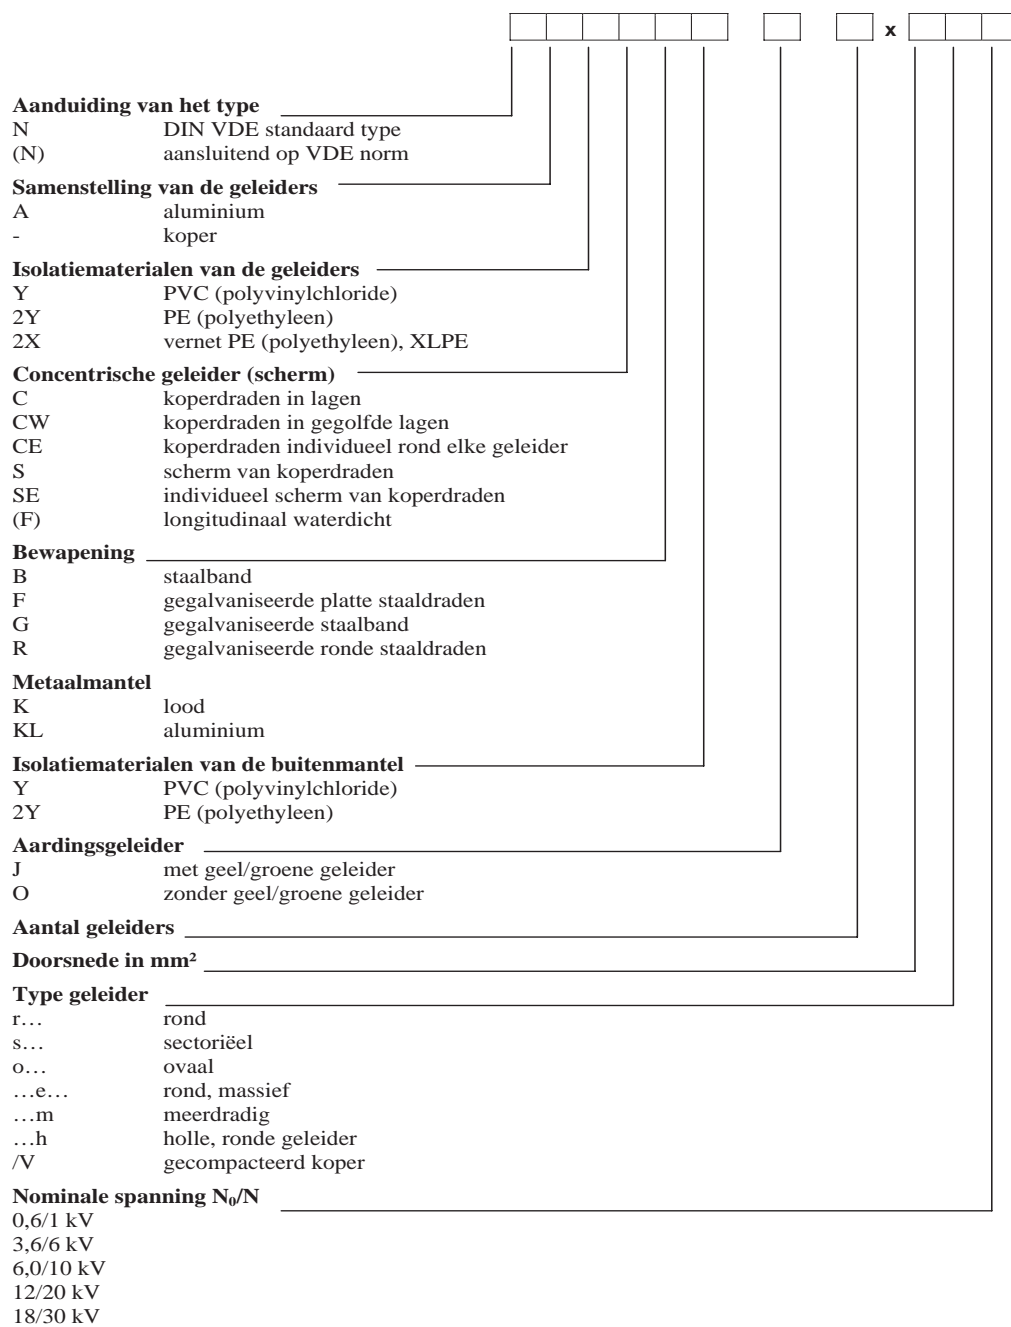 x
Aanduiding van het type
N DIN VDE standaard type
(N) aansluitend op VDE norm
Samenstelling van de geleiders
A aluminium
- koper
Isolatiematerialen van de geleiders
Y PVC (polyvinylchloride)
2Y PE (polyethyleen)
2X vernet PE (polyethyleen), XLPE
Concentrische geleider (scherm)
C koperdraden in lagen
CW koperdraden in gegolfde lagen
CE koperdraden individueel rond elke geleider
S scherm van koperdraden
SE individueel scherm van koperdraden
(F) longitudinaal waterdicht
Bewapening
B staalband
F gegalvaniseerde platte staaldraden
G gegalvaniseerde staalband
R gegalvaniseerde ronde staaldraden
Metaalmantel
K lood
KL aluminium
Isolatiematerialen van de buitenmantel
Y PVC (polyvinylchloride)
2Y PE (polyethyleen)
Aardingsgeleider
J met geel/groene geleider
O zonder geel/groene geleider
Aantal geleiders
Doorsnede in mm²
Type geleider
r… rond
s… sectoriëel
o… ovaal
…e… rond, massief
…m meerdradig
…h holle, ronde geleider
/V gecompacteerd koper
Nominale spanning N₀/N
0,6/1 kV
3,6/6 kV
6,0/10 kV
12/20 kV
18/30 kV